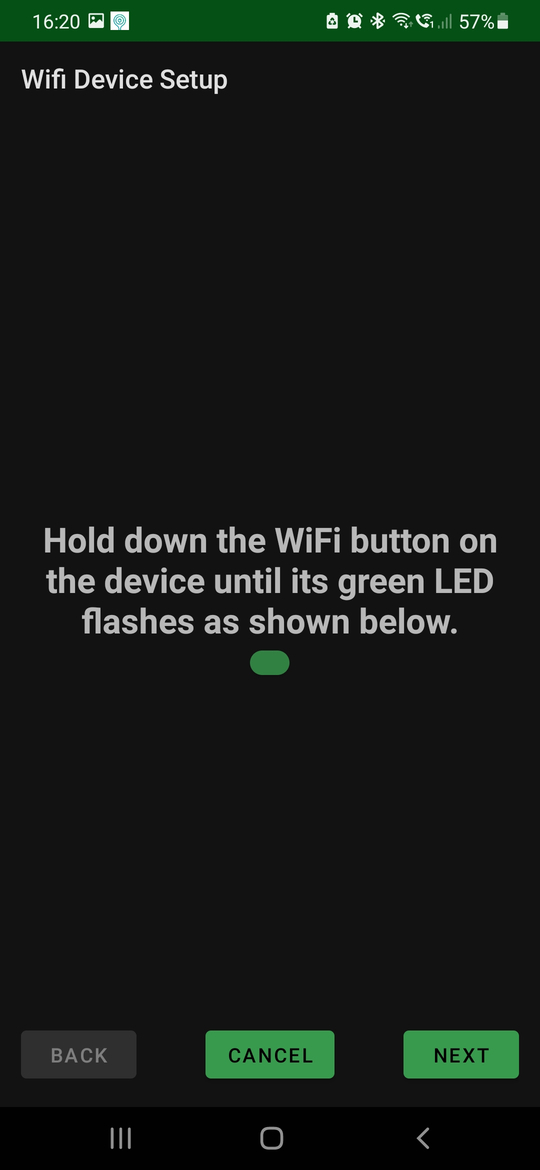 16:20 57%
Wifi Device Setup
Hold down the WiFi button on
the device until its green LED
flashes as shown below.
BACK CANCEL NEXT